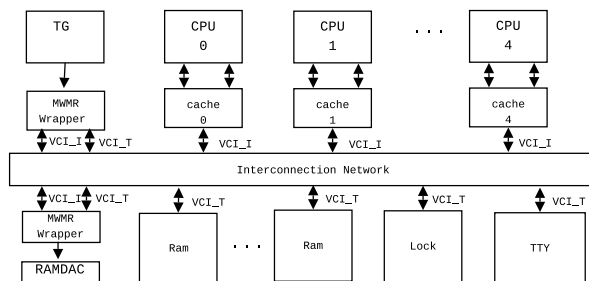 TG
CPU
0
CPU
1
. . .
CPU
4
MWMR
Wrapper
cache
0
cache
1
cache
4
VCI_I
VCI_T
VCI_I
VCI_I
VCI_I
Interconnection Network
VCI_I
VCI_T
VCI_T
VCI_T
VCI_T
VCI_T
MWMR
Wrapper
RAMDAC
Ram
. . .
Ram
Lock
TTY